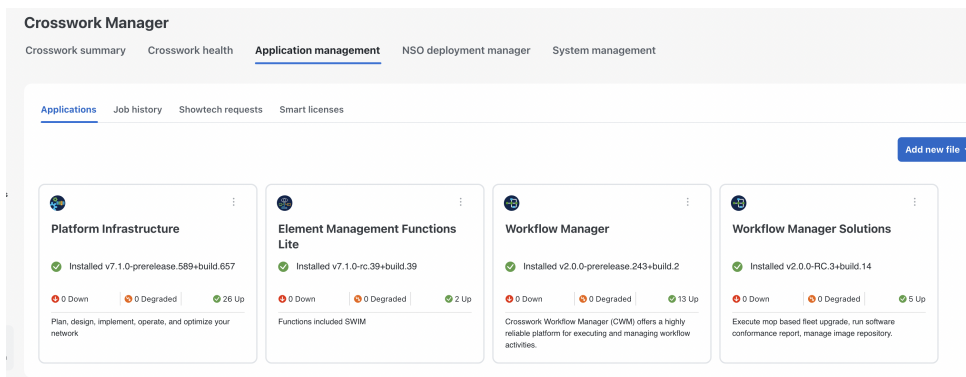 Crosswork Manager
Crosswork summary Crosswork health Application management NSO deployment manager System management
Applications Job history Showtech requests Smart licenses
Add new file
Platform Infrastructure
Installed v7.1.0-prerelease.589+build.657
0 Down 0 Degraded 26 Up
Plan, design, implement, operate, and optimize your
network
Element Management Functions
Lite
Installed v7.1.0-rc.39+build.39
0 Down 0 Degraded 2 Up
Functions included SWIM
Workflow Manager
Installed v2.0.0-prerelease.243+build.2
0 Down 0 Degraded 13 Up
Crosswork Workflow Manager (CWM) offers a highly
reliable platform for executing and managing workflow
activities.
Workflow Manager Solutions
Installed v2.0.0-RC.3+build.14
0 Down 0 Degraded 5 Up
Execute mop based fleet upgrade, run software
conformance report, manage image repository.